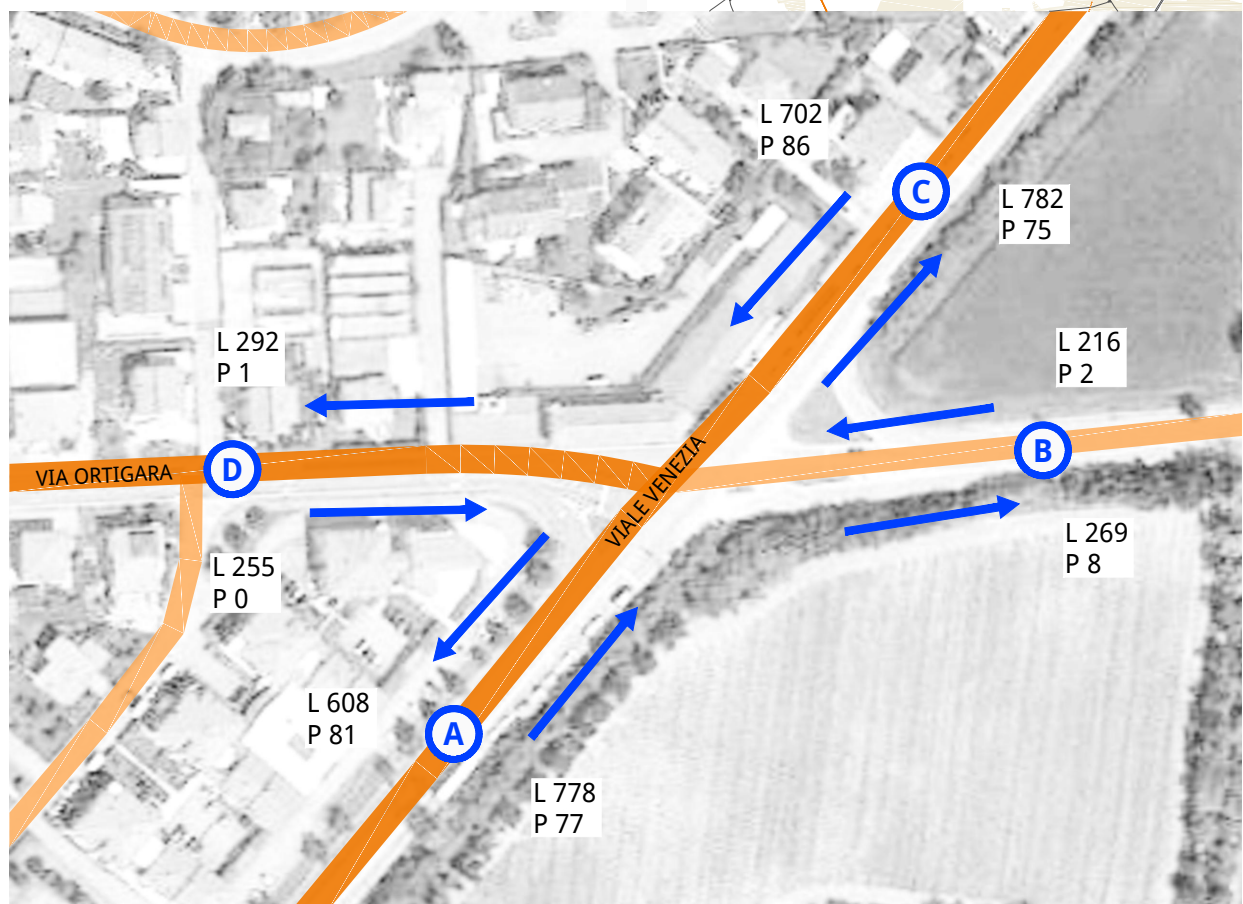 L 702
P 86
C
L 782
P 75
L 292
P 1
L 216
P 2
B
D
VIA ORTIGARA
VIALE VENEZIA
L 269
P 8
L 255
P 0
L 608
P 81
A
L 778
P 77